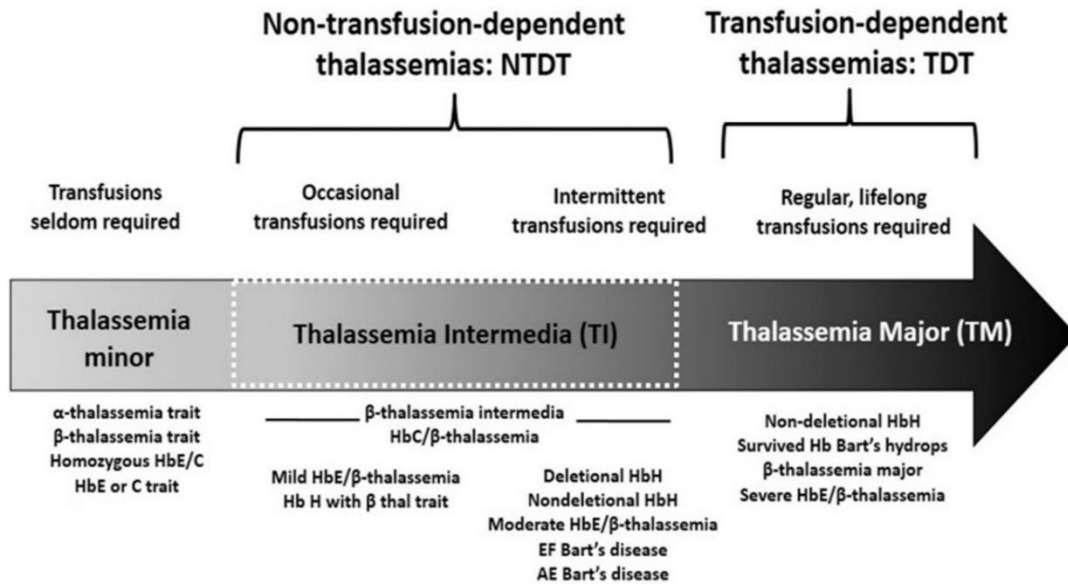 Non-transfusion-dependent
thalassemias: NTDT
Transfusion-dependent
thalassemias: TDT
Transfusions
seldom required
Occasional
transfusions required
Intermittent
transfusions required
Regular, lifelong
transfusions required
Thalassemia
minor
Thalassemia Intermedia (TI)
Thalassemia Major (TM)
α-thalassemia trait
β-thalassemia trait
Homozygous HbE/C
HbE or C trait
β-thalassemia intermedia
HbC/β-thalassemia
Mild HbE/β-thalassemia
Hb H with β thal trait
Deletional HbH
Nondeletional HbH
Moderate HbE/β-thalassemia
EF Bart's disease
AE Bart's disease
Non-deletional HbH
Survived Hb Bart's hydrops
β-thalassemia major
Severe HbE/β-thalassemia